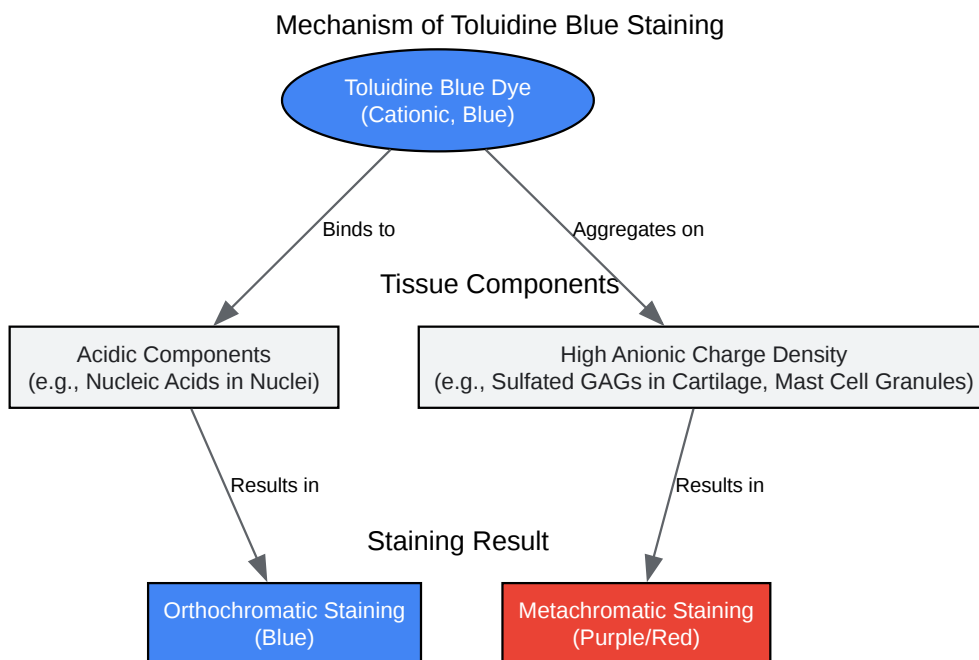 Mechanism of Toluidine Blue Staining
Toluidine Blue Dye
(Cationic, Blue)
Binds to
Aggregates on
Tissue Components
Acidic Components
(e.g., Nucleic Acids in Nuclei)
High Anionic Charge Density
(e.g., Sulfated GAGs in Cartilage, Mast Cell Granules)
Results in
Results in
Staining Result
Orthochromatic Staining
(Blue)
Metachromatic Staining
(Purple/Red)